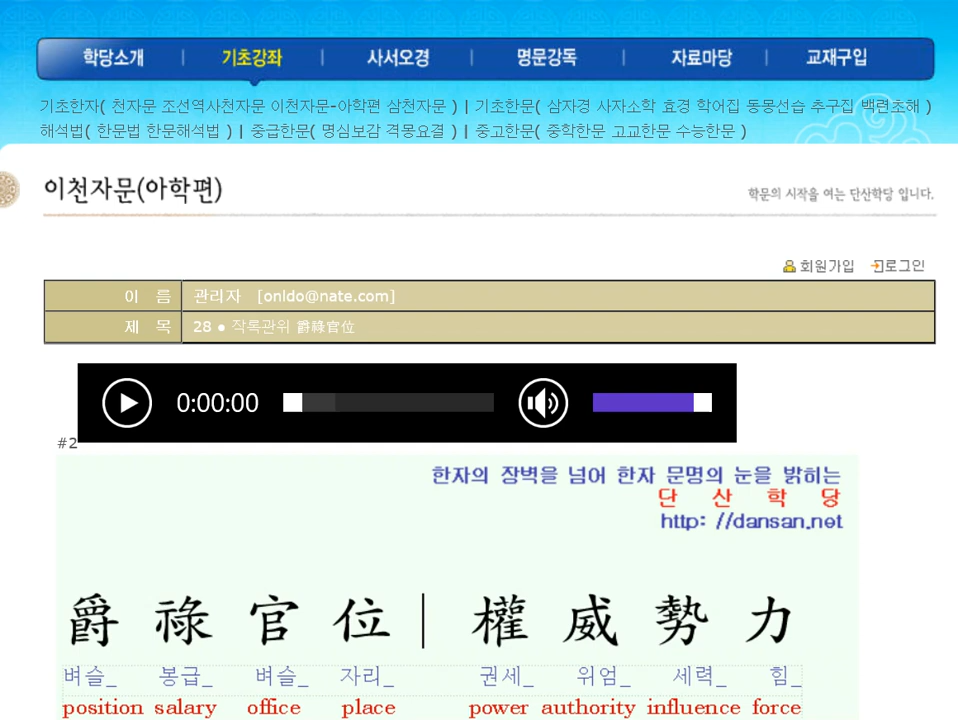 학당소개 | 기초강좌 | 사서오경 | 명문강독 | 자료마당 | 교재구입
기초한자( 천자문 조선역사천자문 이천자문-아학편 삼천자문 ) | 기초한문( 삼자경 사자소학 효경 학어집 동몽선습 추구집 백련초해 )
해석법( 한문법 한문해석법 ) | 중급한문( 명심보감 격몽요결 ) | 중고한문( 중학한문 고교한문 수능한문 )
이천자문(아학편)
학문의 시작을 여는 단산학당 입니다.
회원가입 로그인
이 름 관리자 [onldo@nate.com]
제 목 28 ● 작록관위 爵祿官位
0:00:00
#2
한자의 장벽을 넘어 한자 문명의 눈을 밝히는
단 산 학 당
http: //dansan.net
爵 祿 官 位 | 權 威 勢 力
벼슬_ 봉급_ 벼슬_ 자리_ 권세_ 위엄_ 세력_ 힘_
position salary office place power authority influence force